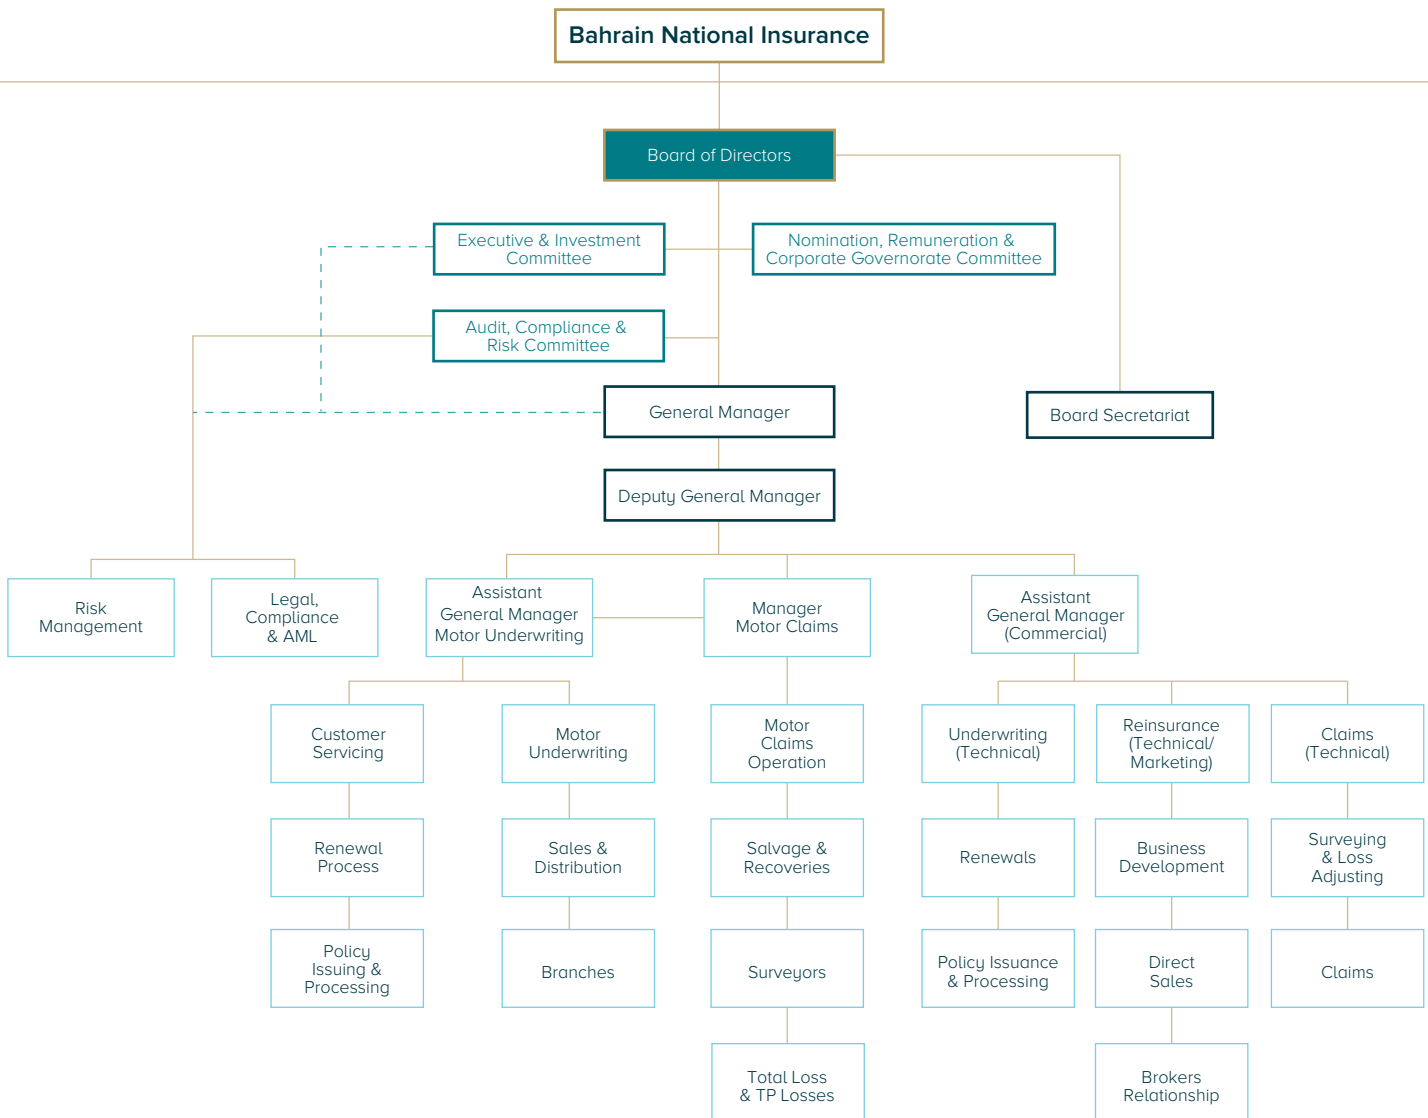 Bahrain National Insurance
Board of Directors
Executive & Investment
Committee
Nomination, Remuneration &
Corporate Governorate Committee
Audit, Compliance &
Risk Committee
General Manager
Board Secretariat
Deputy General Manager
Risk
Management
Legal,
Compliance
& AML
Assistant
General Manager
Motor Underwriting
Manager
Motor Claims
Assistant
General Manager
(Commercial)
Customer
Servicing
Motor
Underwriting
Motor
Claims
Operation
Underwriting
(Technical)
Reinsurance
(Technical/
Marketing)
Claims
(Technical)
Renewal
Process
Sales &
Distribution
Salvage &
Recoveries
Renewals
Business
Development
Surveying
& Loss
Adjusting
Policy
Issuing &
Processing
Branches
Surveyors
Policy Issuance
& Processing
Direct
Sales
Claims
Total Loss
& TP Losses
Brokers
Relationship